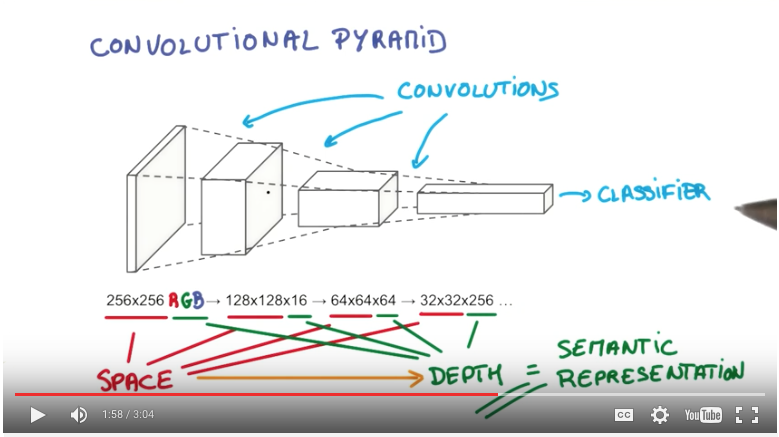 CONVOLUTIONAL PYRAMID
CONVOLUTIONS
CLASSIFIER
256x256 RGB → 128x128x16 → 64x64x64 → 32x32x256 ...
SPACE → DEPTH = SEMANTIC
REPRESENTATION
1:58 / 3:04
CC
YouTube